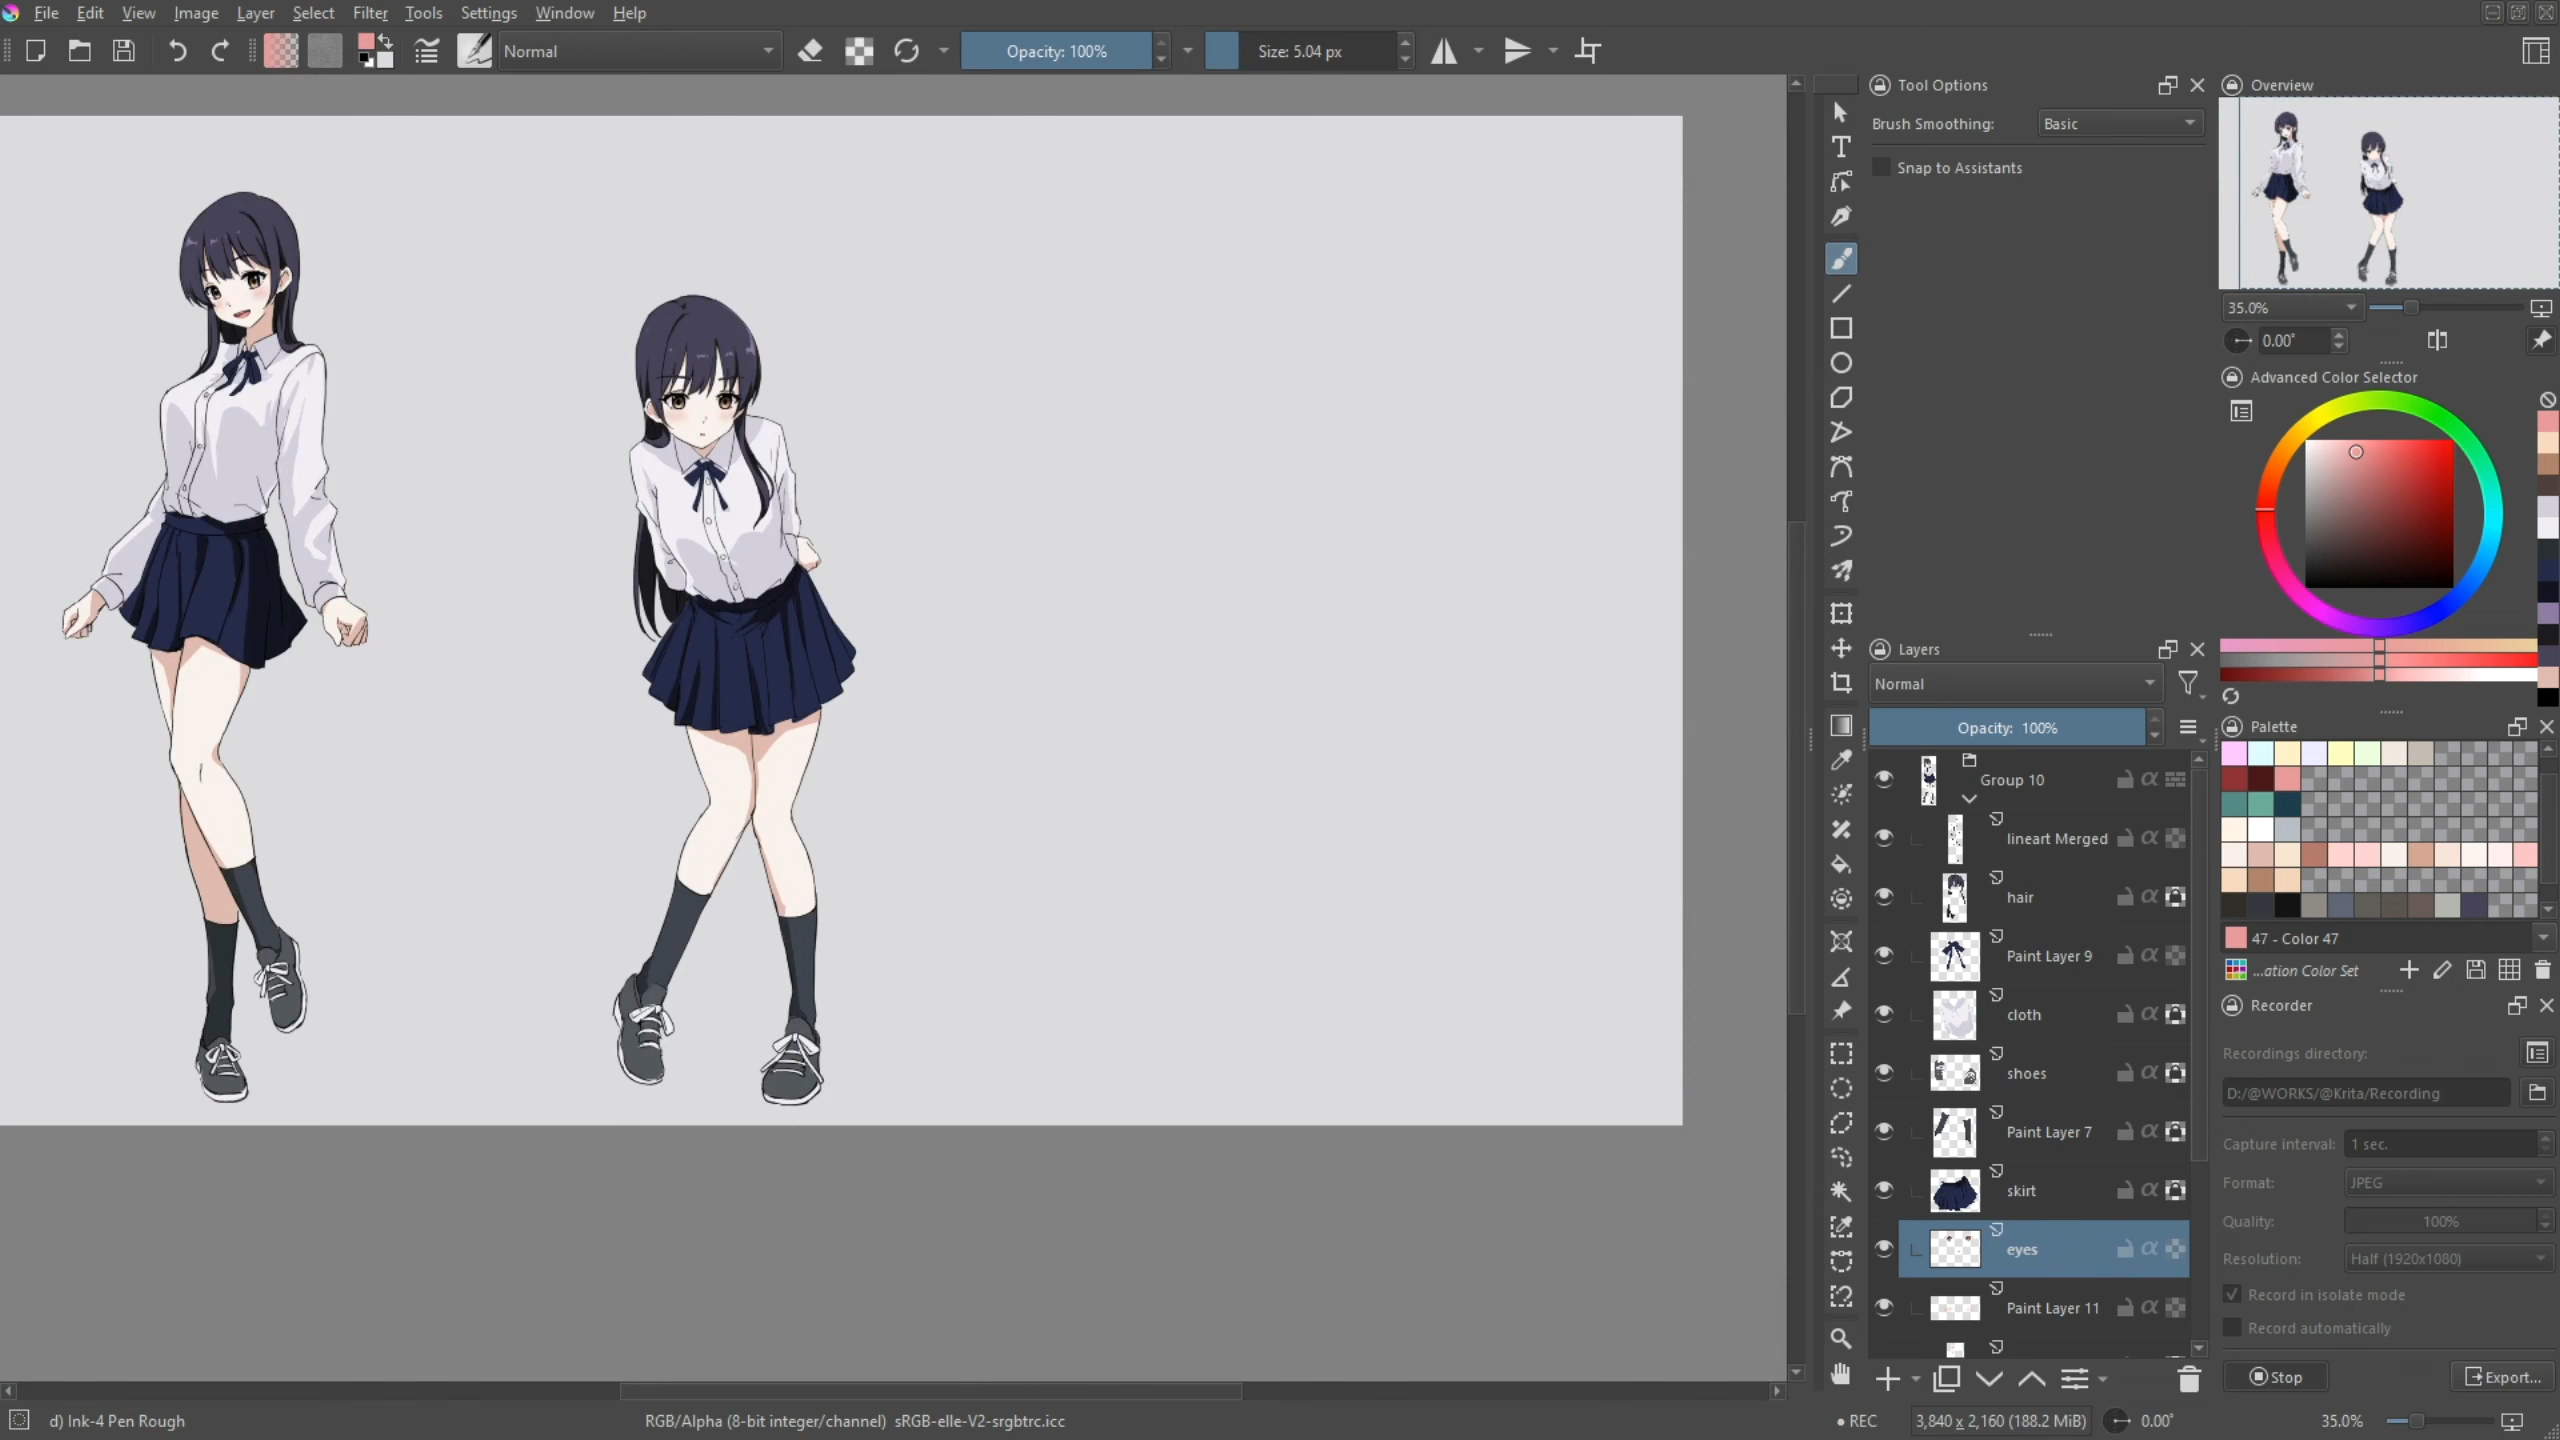 File Edit View Image Layer Select Filter Tools Settings Window Help
Normal
Opacity: 100%
Size: 5.04 px
Tool Options
Brush Smoothing: Basic
Snap to Assistants
Overview
35.0%
0.00°
Advanced Color Selector
Layers
Normal
Opacity: 100%
Group 10
lineart Merged
hair
Paint Layer 9
cloth
shoes
Paint Layer 7
skirt
eyes
Paint Layer 11
Palette
47 - Color 47
...ation Color Set
Recorder
Recordings directory:
D:/@WORKS/@Krita/Recording
Capture interval: 1 sec.
Format: JPEG
Quality: 100%
Resolution: Half (1920x1080)
Record in isolate mode
Record automatically
Stop Export...
d) Ink-4 Pen Rough
RGB/Alpha (8-bit integer/channel) sRGB-elle-V2-srgbtrc.icc
REC
3,840 x 2,160 (188.2 MiB)
0.00°
35.0%